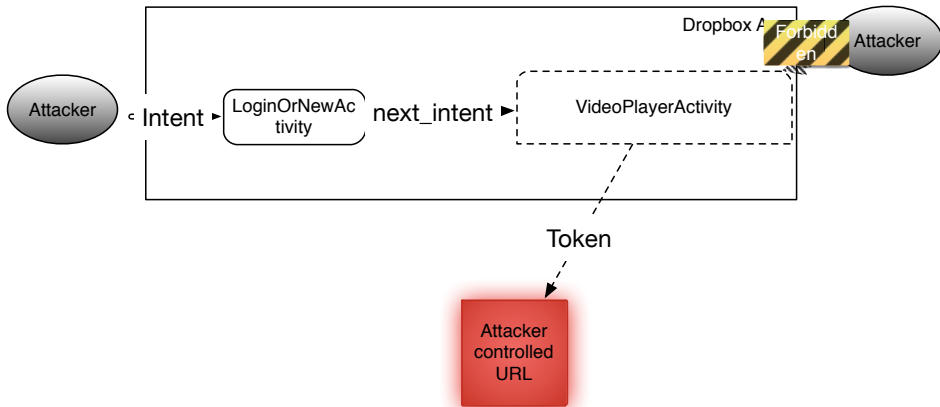 Dropbox A
Forbidd
en
Attacker
Attacker
Intent
LoginOrNewAc
tivity
next_intent
VideoPlayerActivity
Token
Attacker
controlled
URL